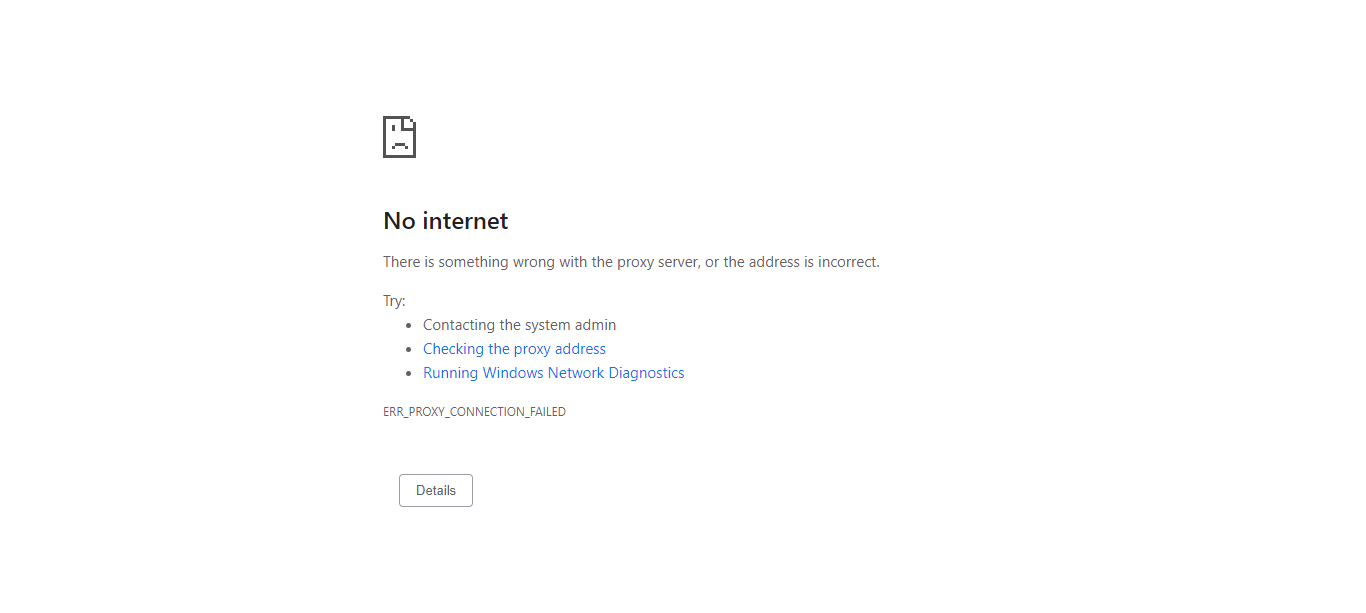 No internet
There is something wrong with the proxy server, or the address is incorrect.
Try:
Contacting the system admin
Checking the proxy address
Running Windows Network Diagnostics
ERR_PROXY_CONNECTION_FAILED
Details